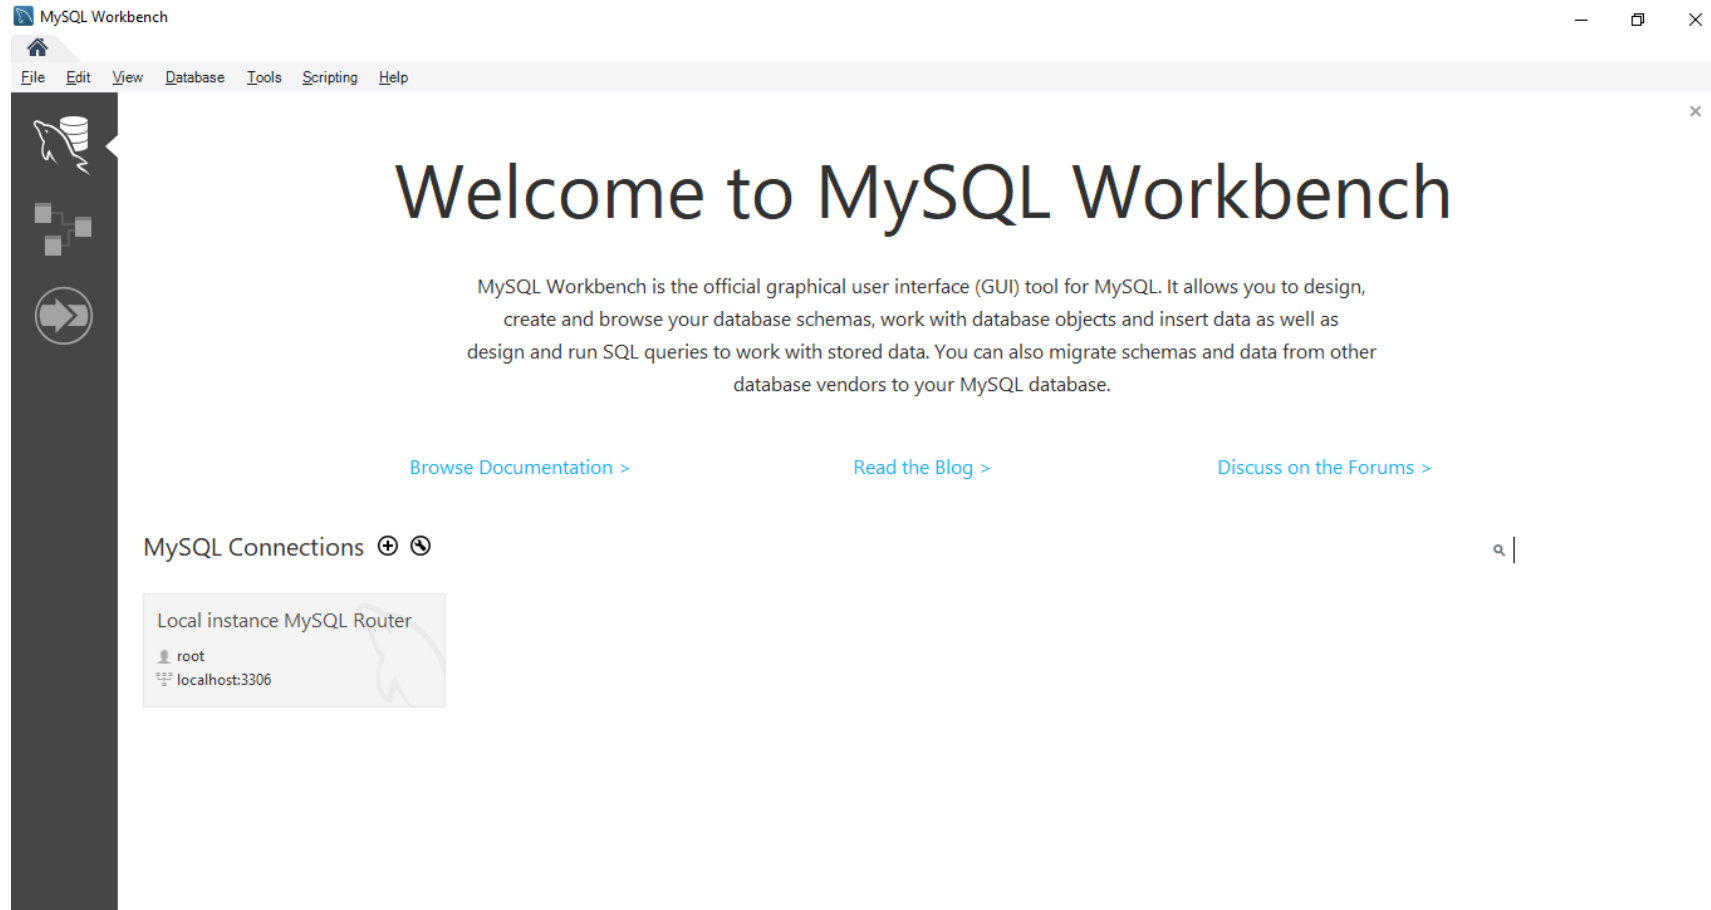 MySQL Workbench
File Edit View Database Tools Scripting Help
Welcome to MySQL Workbench
MySQL Workbench is the official graphical user interface (GUI) tool for MySQL. It allows you to design,
create and browse your database schemas, work with database objects and insert data as well as
design and run SQL queries to work with stored data. You can also migrate schemas and data from other
database vendors to your MySQL database.
Browse Documentation > Read the Blog > Discuss on the Forums >
MySQL Connections
Local instance MySQL Router
root
localhost:3306